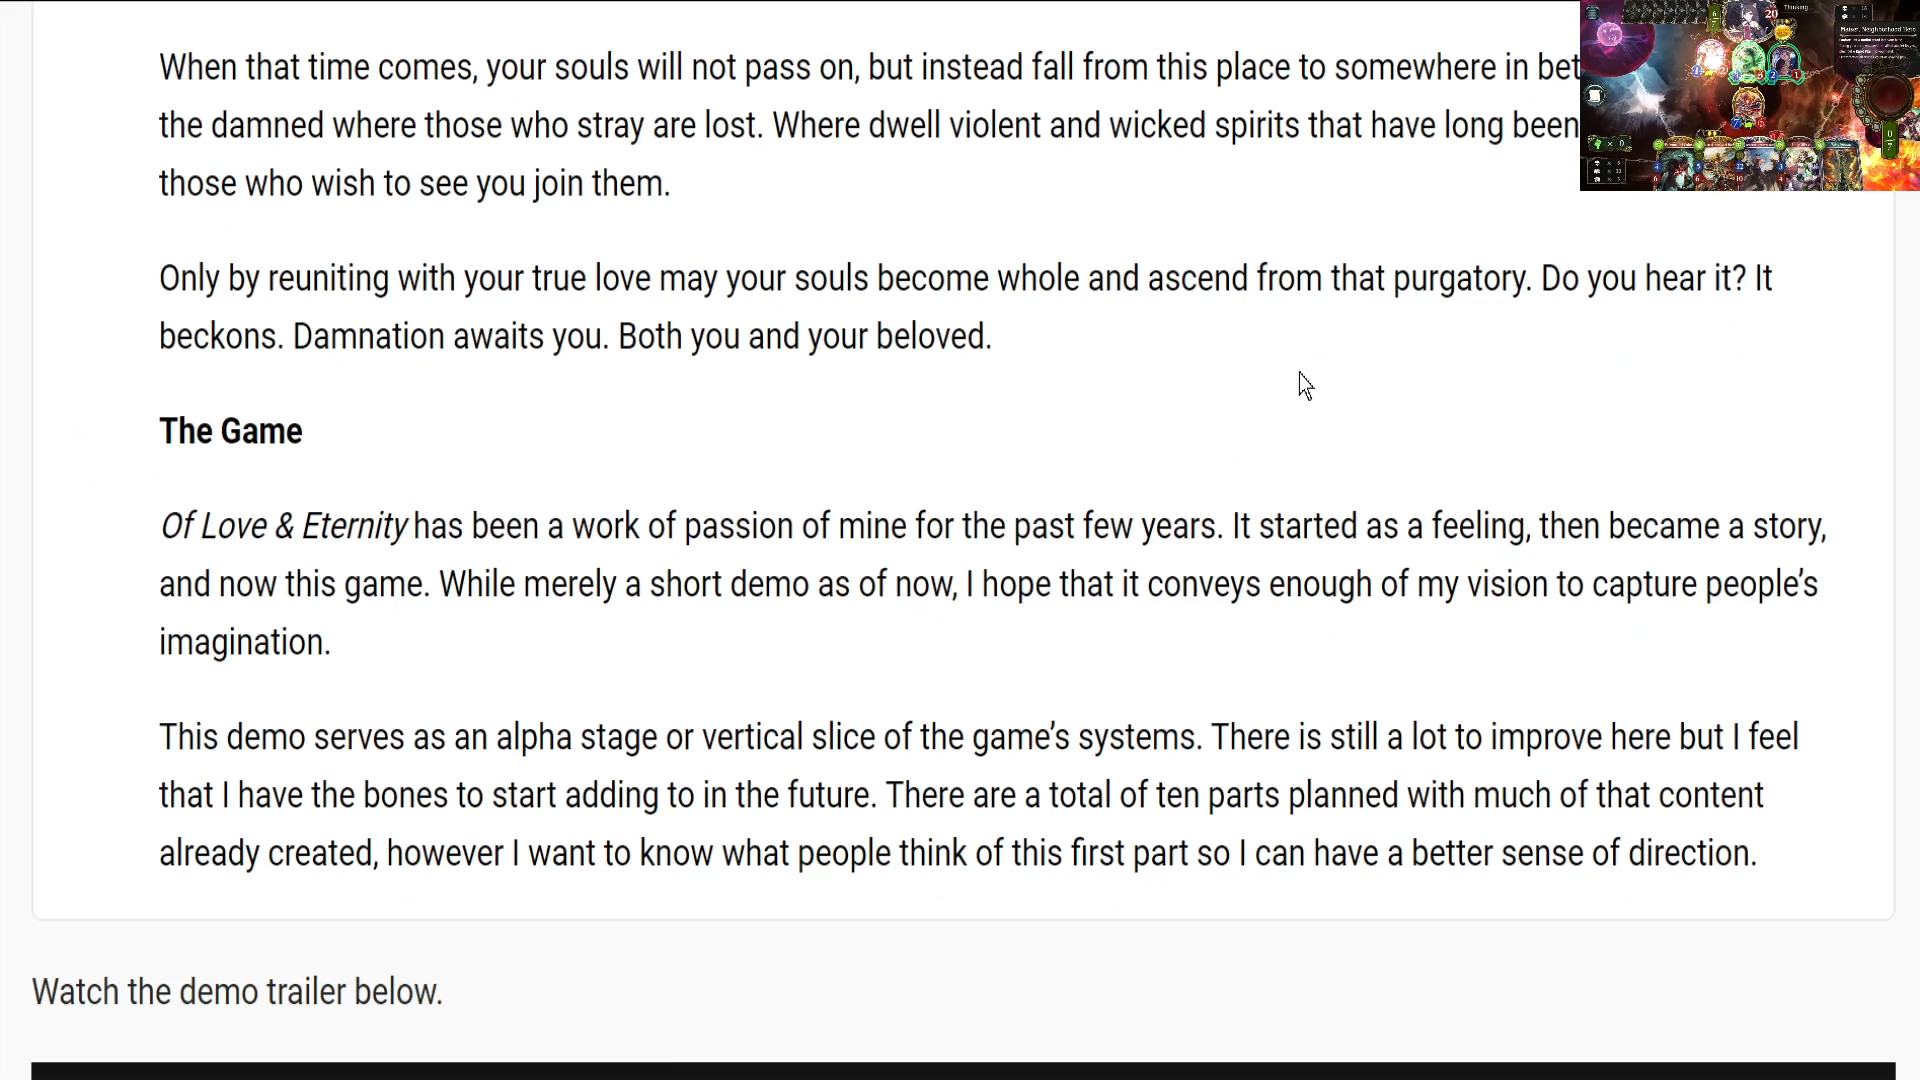 When that time comes, your souls will not pass on, but instead fall from this place to somewhere in
the damned where those who stray are lost. Where dwell violent and wicked spirits that have long been
those who wish to see you join them.
Only by reuniting with your true love may your souls become whole and ascend from that purgatory. Do you hear it? It
beckons. Damnation awaits you. Both you and your beloved.
The Game
Of Love & Eternity has been a work of passion of mine for the past few years. It started as a feeling, then became a story,
and now this game. While merely a short demo as of now, I hope that it conveys enough of my vision to capture people’s
imagination.
This demo serves as an alpha stage or vertical slice of the game’s systems. There is still a lot to improve here but I feel
that I have the bones to start adding to in the future. There are a total of ten parts planned with much of that content
already created, however I want to know what people think of this first part so I can have a better sense of direction.
Watch the demo trailer below.
20
Thinking
Neighborhood Hero
× 0
0
7